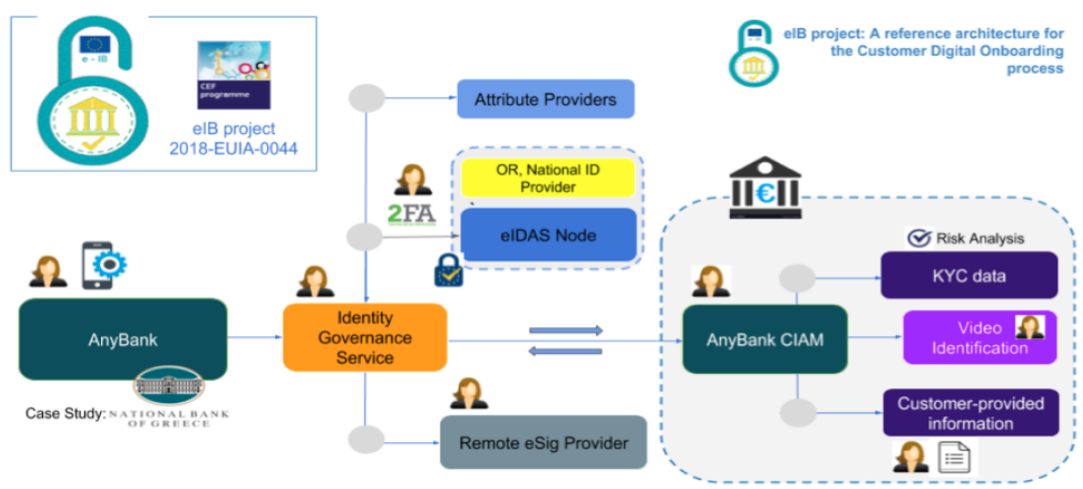 e - IB
CEF
programme
eIB project
2018-EUIA-0044
eIB project: A reference architecture for
the Customer Digital Onboarding
process
e - IB
Attribute Providers
OR, National ID
Provider
2FA
eIDAS Node
Risk Analysis
KYC data
AnyBank
Identity
Governance
Service
AnyBank CIAM
Video
Identification
Case Study:
NATIONAL BANK
OF GREECE
Remote eSig Provider
Customer-provided
information